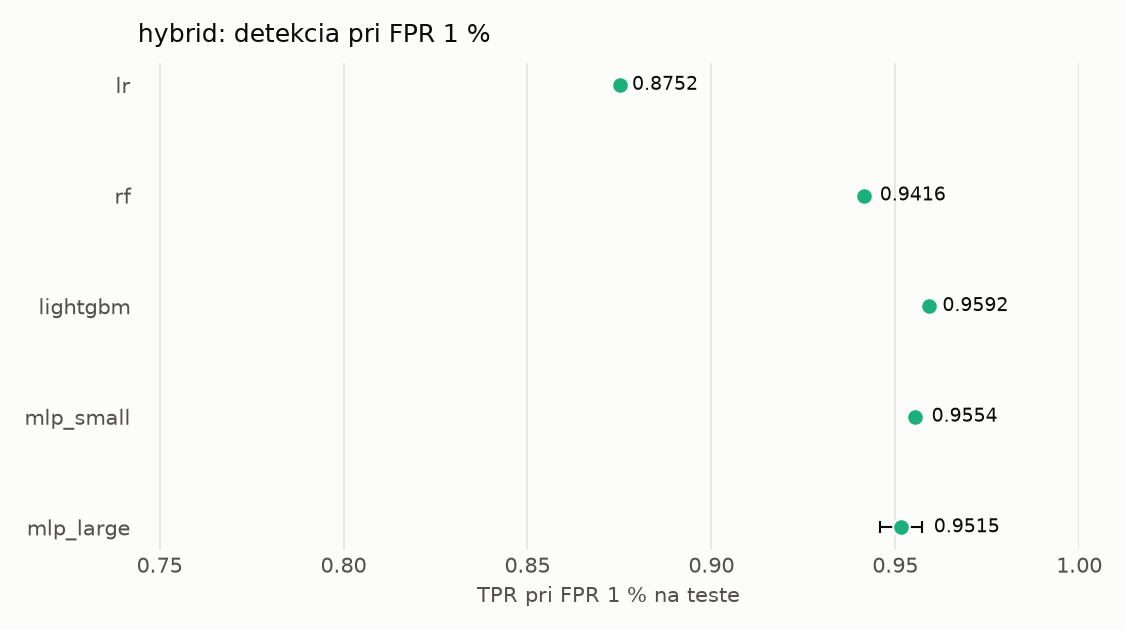 hybrid: detekcia pri FPR 1 %
lr
0.8752
rf
0.9416
lightgbm
0.9592
mlp_small
0.9554
mlp_large
0.9515
0.75 0.80 0.85 0.90 0.95 1.00
TPR pri FPR 1 % na teste